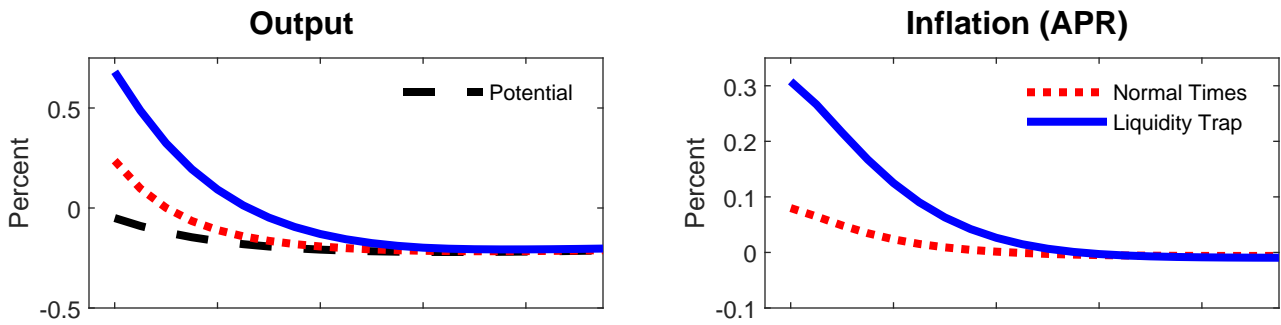 Output
Percent
0.5
0
-0.5
Potential
Inflation (APR)
Percent
0.3
0.2
0.1
0
-0.1
Normal Times
Liquidity Trap